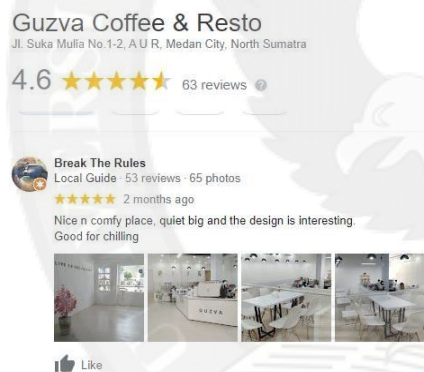 Guzva Coffee & Resto
Jl. Suka Mulia No.1-2, A U R, Medan City, North Sumatra
4.6 63 reviews
Break The Rules
Local Guide · 53 reviews · 65 photos
2 months ago
Nice n comfy place, quiet big and the design is interesting.
Good for chilling
GUZVA
Like